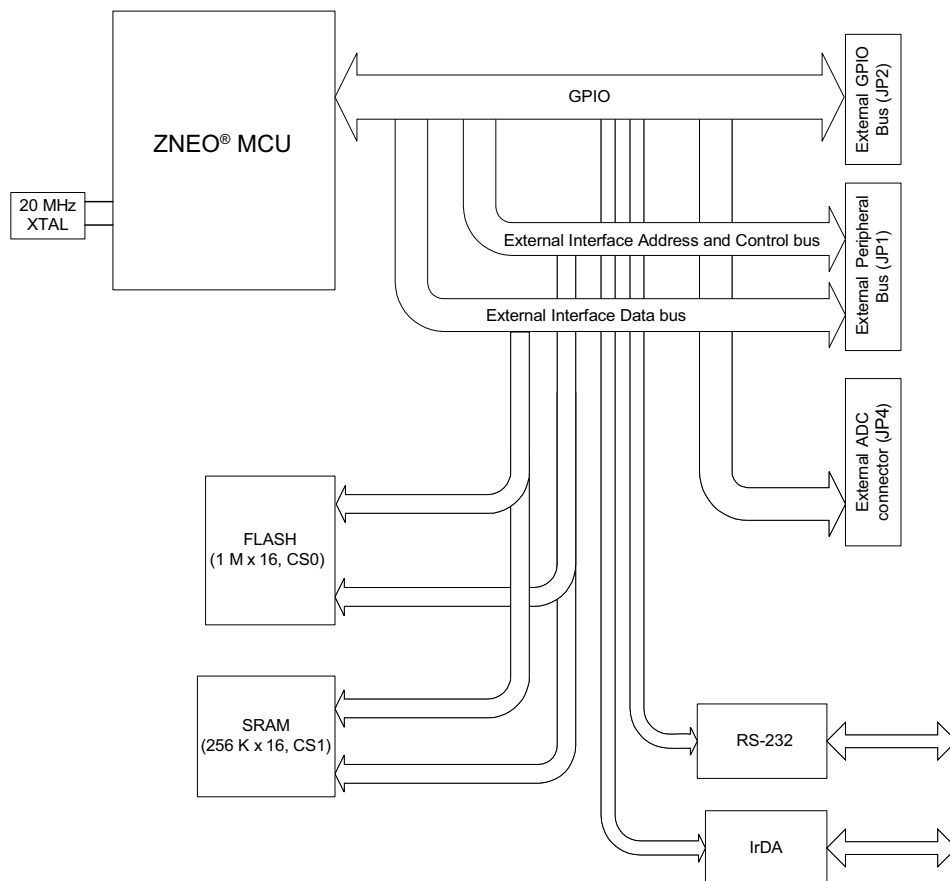 ZNEO® MCU
20 MHz
XTAL
GPIO
External GPIO
Bus (JP2)
External Interface Address and Control bus
External Interface Data bus
External Peripheral
Bus (JP1)
External ADC
connector (JP4)
FLASH
(1 M x 16, CS0)
SRAM
(256 K x 16, CS1)
RS-232
IrDA